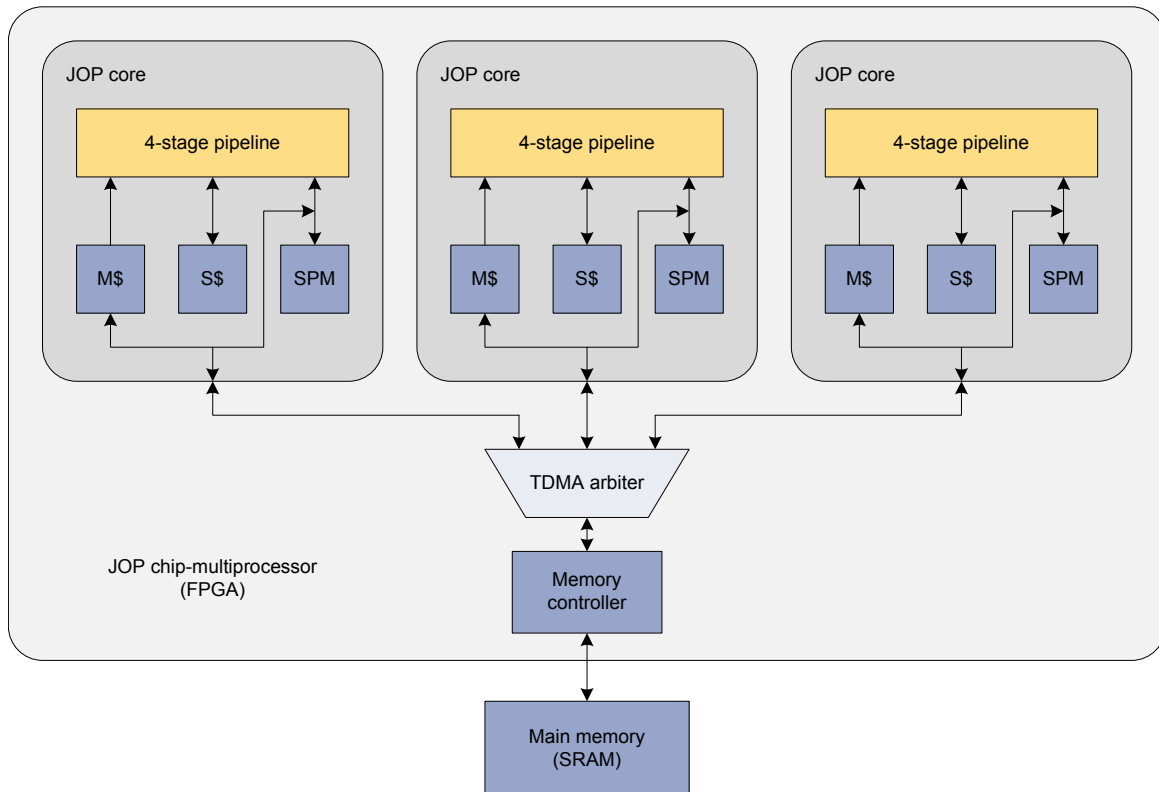 JOP core
JOP core
JOP core
4-stage pipeline
4-stage pipeline
4-stage pipeline
M$
S$
SPM
M$
S$
SPM
M$
S$
SPM
TDMA arbiter
JOP chip-multiprocessor
(FPGA)
Memory
controller
Main memory
(SRAM)